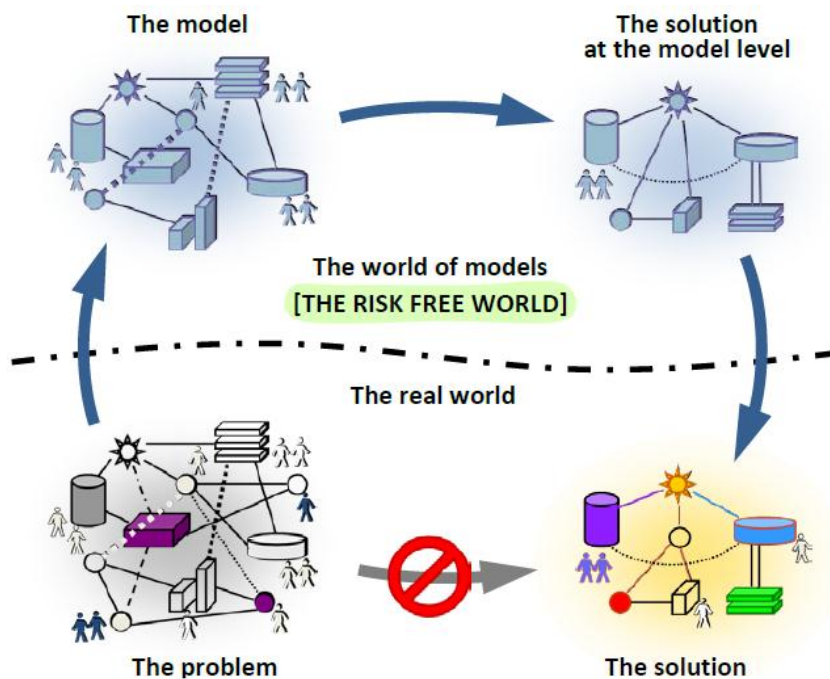 The model
The solution
at the model level
The world of models
[THE RISK FREE WORLD]
The real world
The problem
The solution